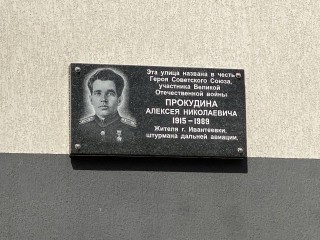 Эта улица названа в честь
Героя Советского Союза,
участника Великой
Отечественной войны
ПРОКУДИНА
АЛЕКСЕЯ НИКОЛАЕВИЧА
1915-1989
Жителя г. Ивантеевки,
штурмана дальней авиации.